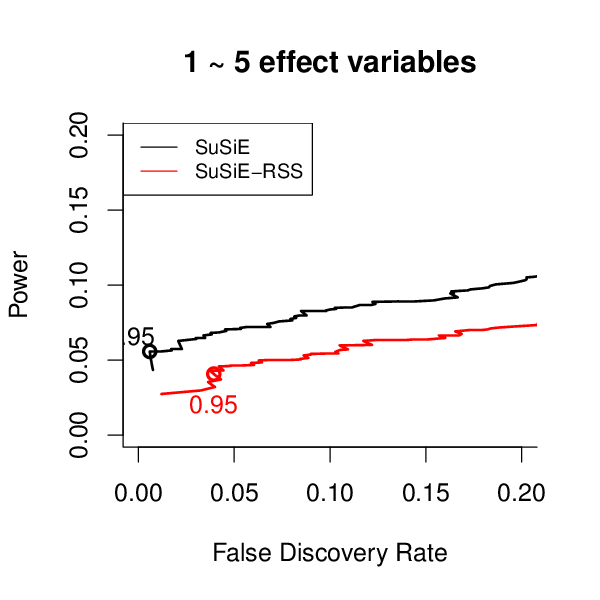 1 ~ 5 effect variables
SuSiE
SuSiE−RSS
Power
0.20
0.15
0.10
0.05
0.00
.95
0.95
0.00 0.05 0.10 0.15 0.20
False Discovery Rate